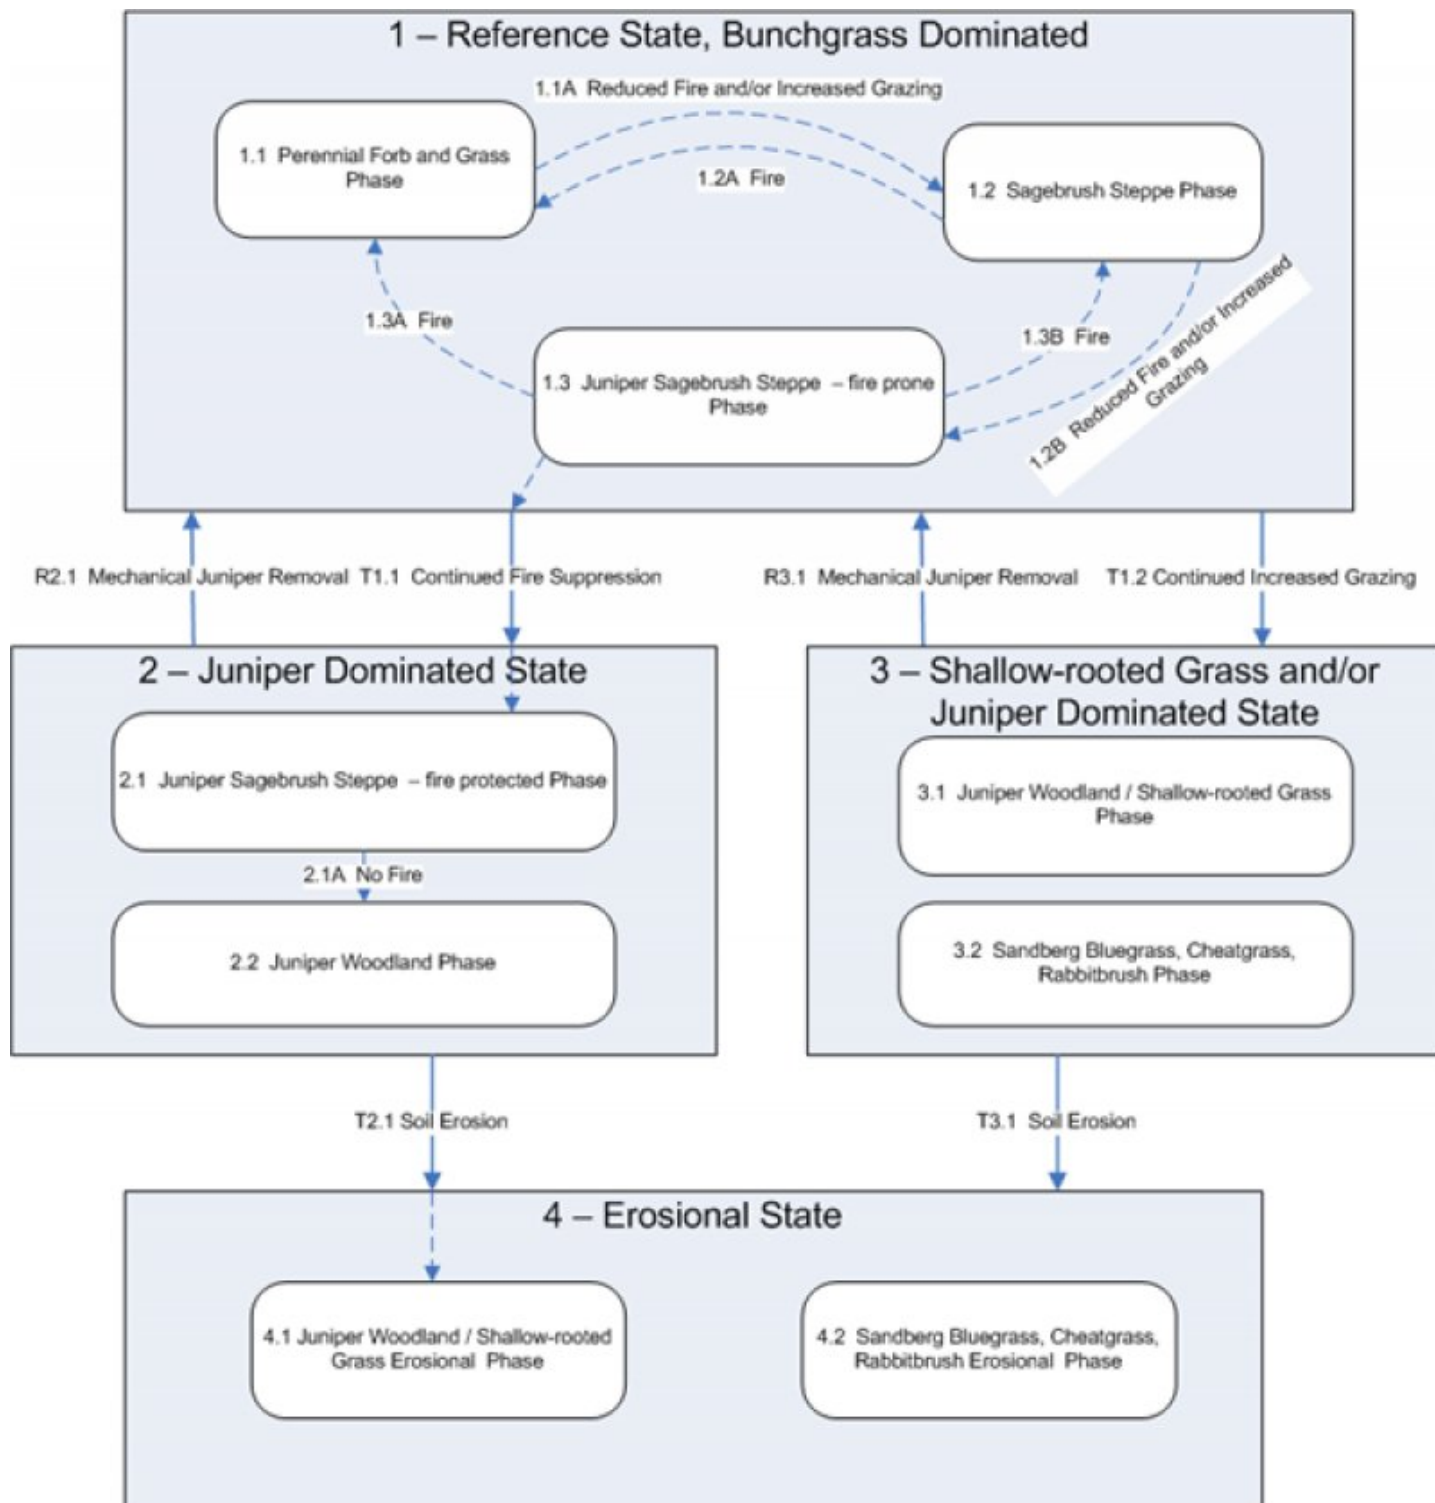 1 – Reference State, Bunchgrass Dominated
1.1A Reduced Fire and/or Increased Grazing
1.1 Perennial Forb and Grass
Phase
1.2A Fire
1.2 Sagebrush Steppe Phase
1.3A Fire
1.3B Fire
1.2B Reduced Fire and/or Increased
Grazing
1.3 Juniper Sagebrush Steppe – fire prone
Phase
R2.1 Mechanical Juniper Removal
T1.1 Continued Fire Suppression
R3.1 Mechanical Juniper Removal
T1.2 Continued Increased Grazing
2 – Juniper Dominated State
2.1 Juniper Sagebrush Steppe – fire protected Phase
2.1A No Fire
2.2 Juniper Woodland Phase
3 – Shallow-rooted Grass and/or
Juniper Dominated State
3.1 Juniper Woodland / Shallow-rooted Grass
Phase
3.2 Sandberg Bluegrass, Cheatgrass,
Rabbitbrush Phase
T2.1 Soil Erosion
T3.1 Soil Erosion
4 – Erosional State
4.1 Juniper Woodland / Shallow-rooted
Grass Erosional Phase
4.2 Sandberg Bluegrass, Cheatgrass,
Rabbitbrush Erosional Phase